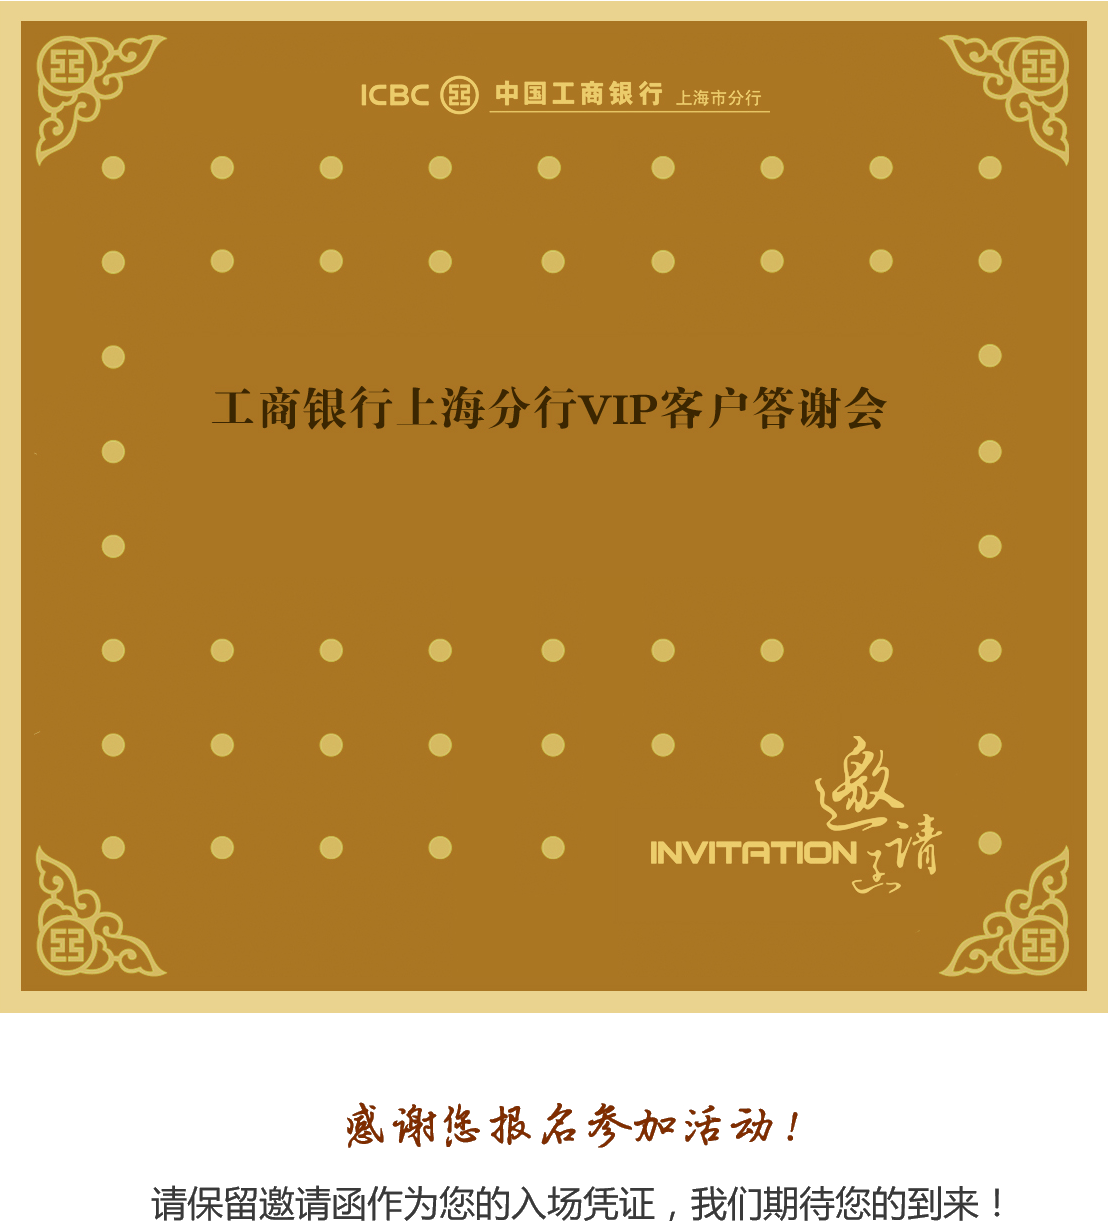 ICBC 中国工商银行 上海市分行
工商银行上海分行VIP客户答谢会
邀请函
INVITATION
感谢您报名参加活动！
请保留邀请函作为您的入场凭证，我们期待您的到来！